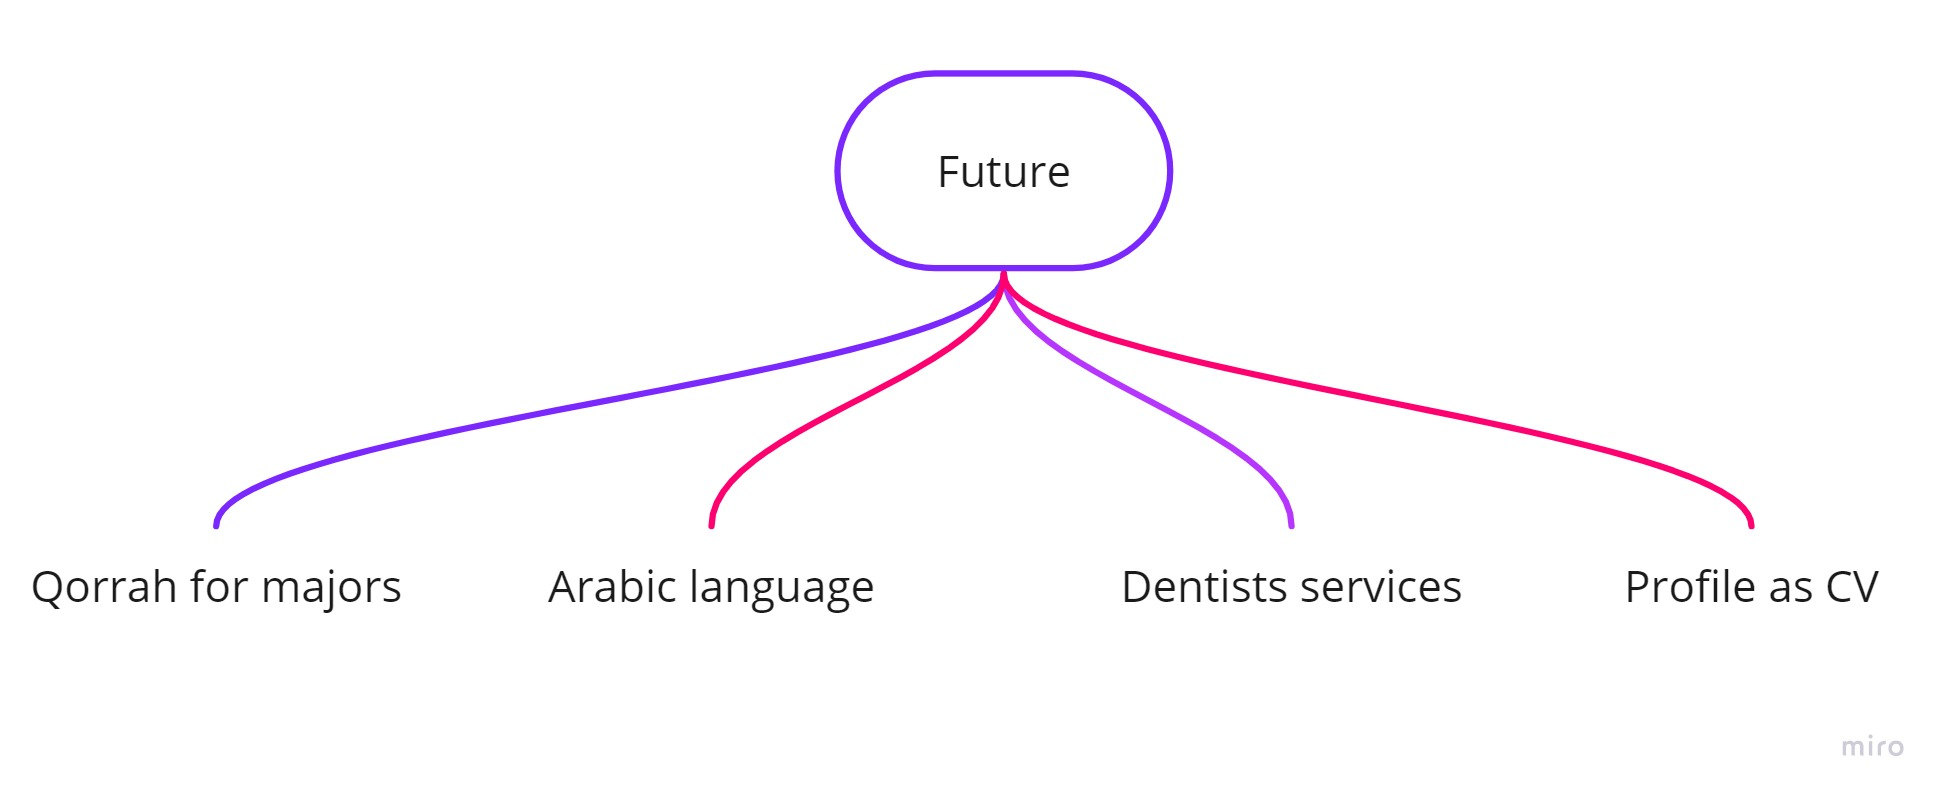 Future
Qorrah for majors
Arabic language
Dentists services
Profile as CV
miro